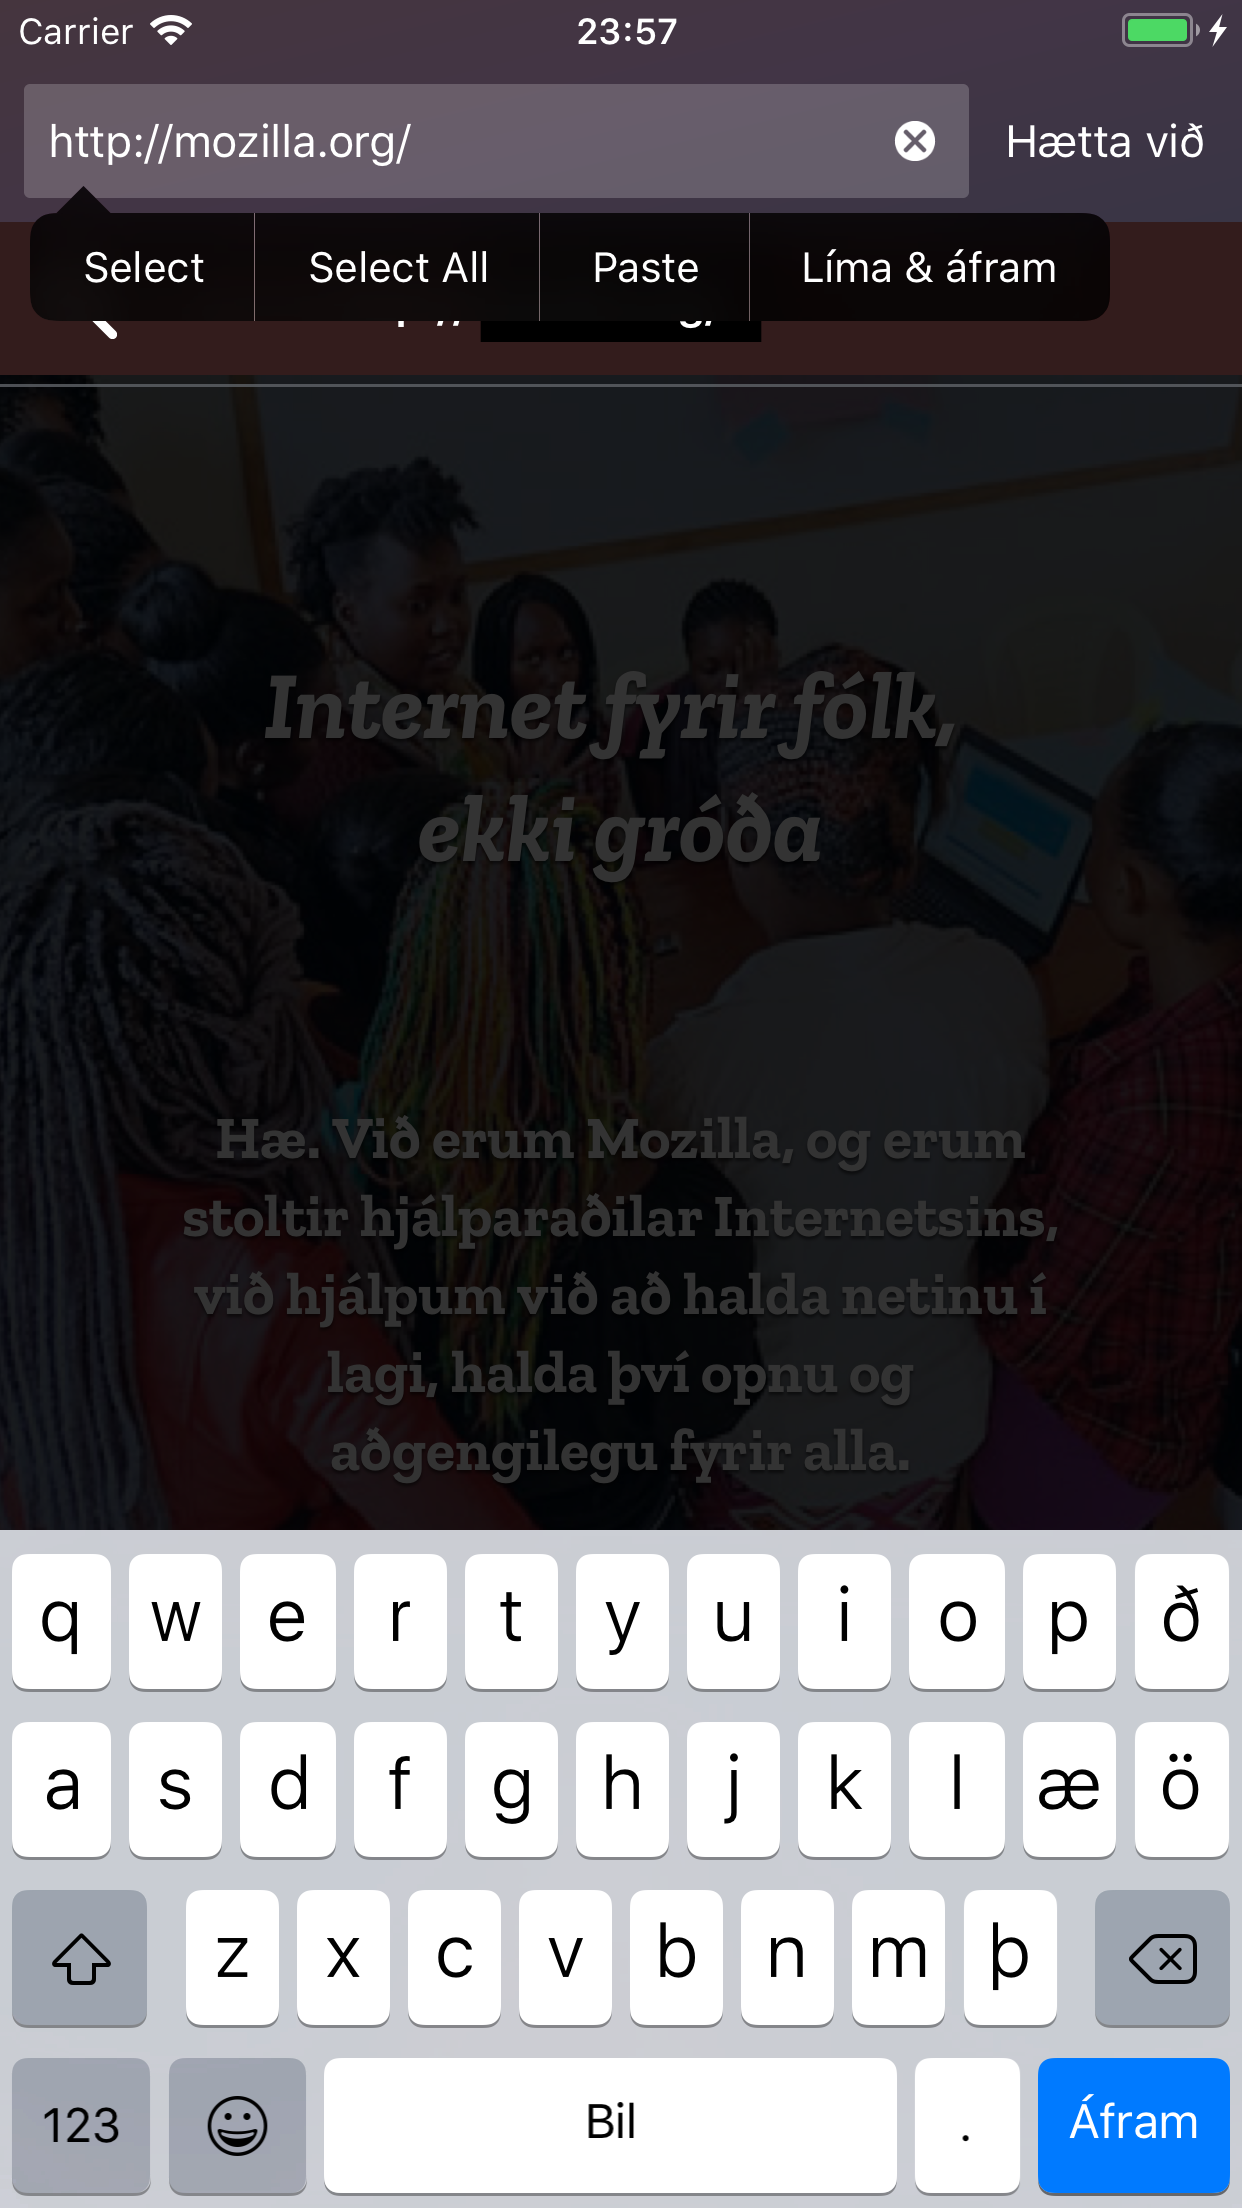 Carrier 23:57
http://mozilla.org/ Hætta við
Select Select All Paste Líma & áfram
Internet fyrir fólk,
ekki gróða
Hæ. Við erum Mozilla, og erum
stoltir hjálparaðilar Internetsins,
við hjálpum við að halda netinu í
lagi, halda því opnu og
aðgengilegu fyrir alla.
q w e r t y u i o p ð
a s d f g h j k l æ ö
z x c v b n m þ
123 Bil . Áfram